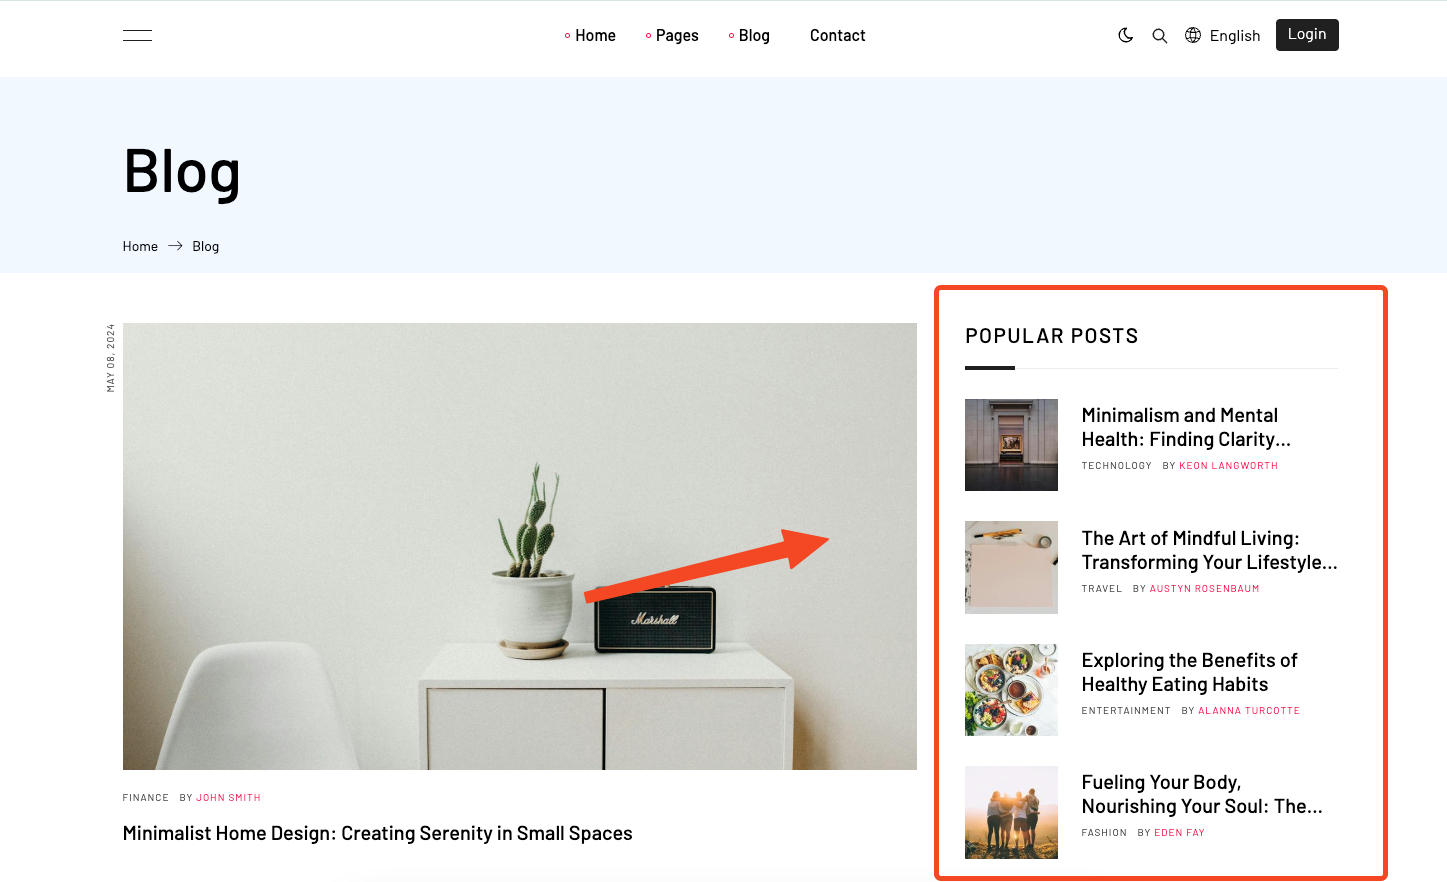 Home
Pages
Blog
Contact
English
Login
Blog
Home
Blog
MAY 08, 2024
Marshall
FINANCE BY JOHN SMITH
Minimalist Home Design: Creating Serenity in Small Spaces
POPULAR POSTS
Minimalism and Mental
Health: Finding Clarity...
TECHNOLOGY BY KEON LANGWORTH
The Art of Mindful Living:
Transforming Your Lifestyle...
TRAVEL BY AUSTYN ROSENBAUM
Exploring the Benefits of
Healthy Eating Habits
ENTERTAINMENT BY ALANNA TURCOTTE
Fueling Your Body,
Nourishing Your Soul: The...
FASHION BY EDEN FAY